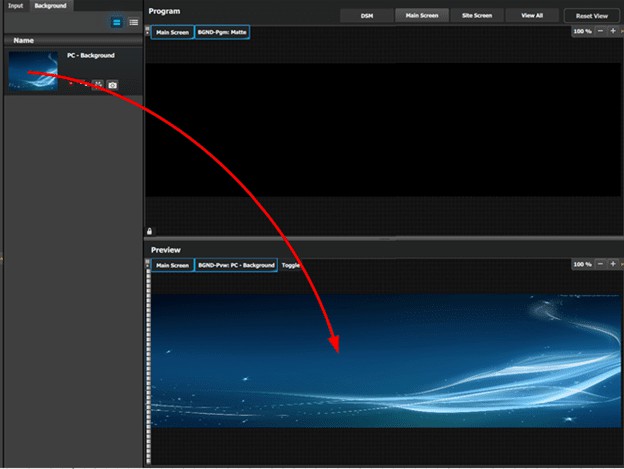 Input Background
Name
PC - Background
Program
DSM Main Screen Site Screen View All Reset View
Main Screen BGND-Pgm: Matte
100 %
Preview
Main Screen BGND-Pvw: PC - Background Toggle
100 %